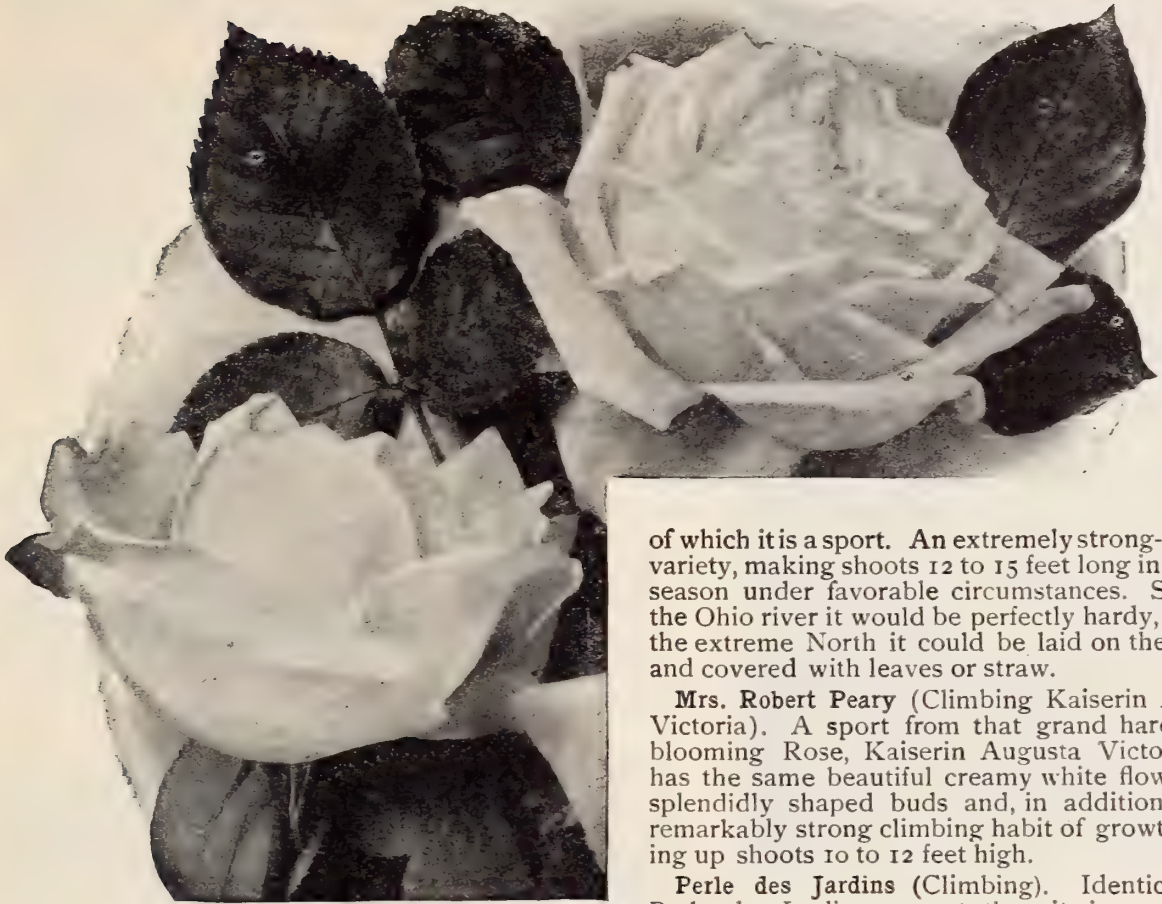 of which it is a sport. An extremely strong-
variety, making shoots 12 to 15 feet long in
season under favorable circumstances. S
the Ohio river it would be perfectly hardy,
the extreme North it could be laid on the
and covered with leaves or straw.
Mrs. Robert Peary (Climbing Kaiserin
Victoria). A sport from that grand har
blooming Rose, Kaiserin Augusta Victo
has the same beautiful creamy white flow
splendidly shaped buds and, in addition
remarkably strong climbing habit of growt
ing up shoots 10 to 12 feet high.
Perle des Jardins (Climbing). Identic